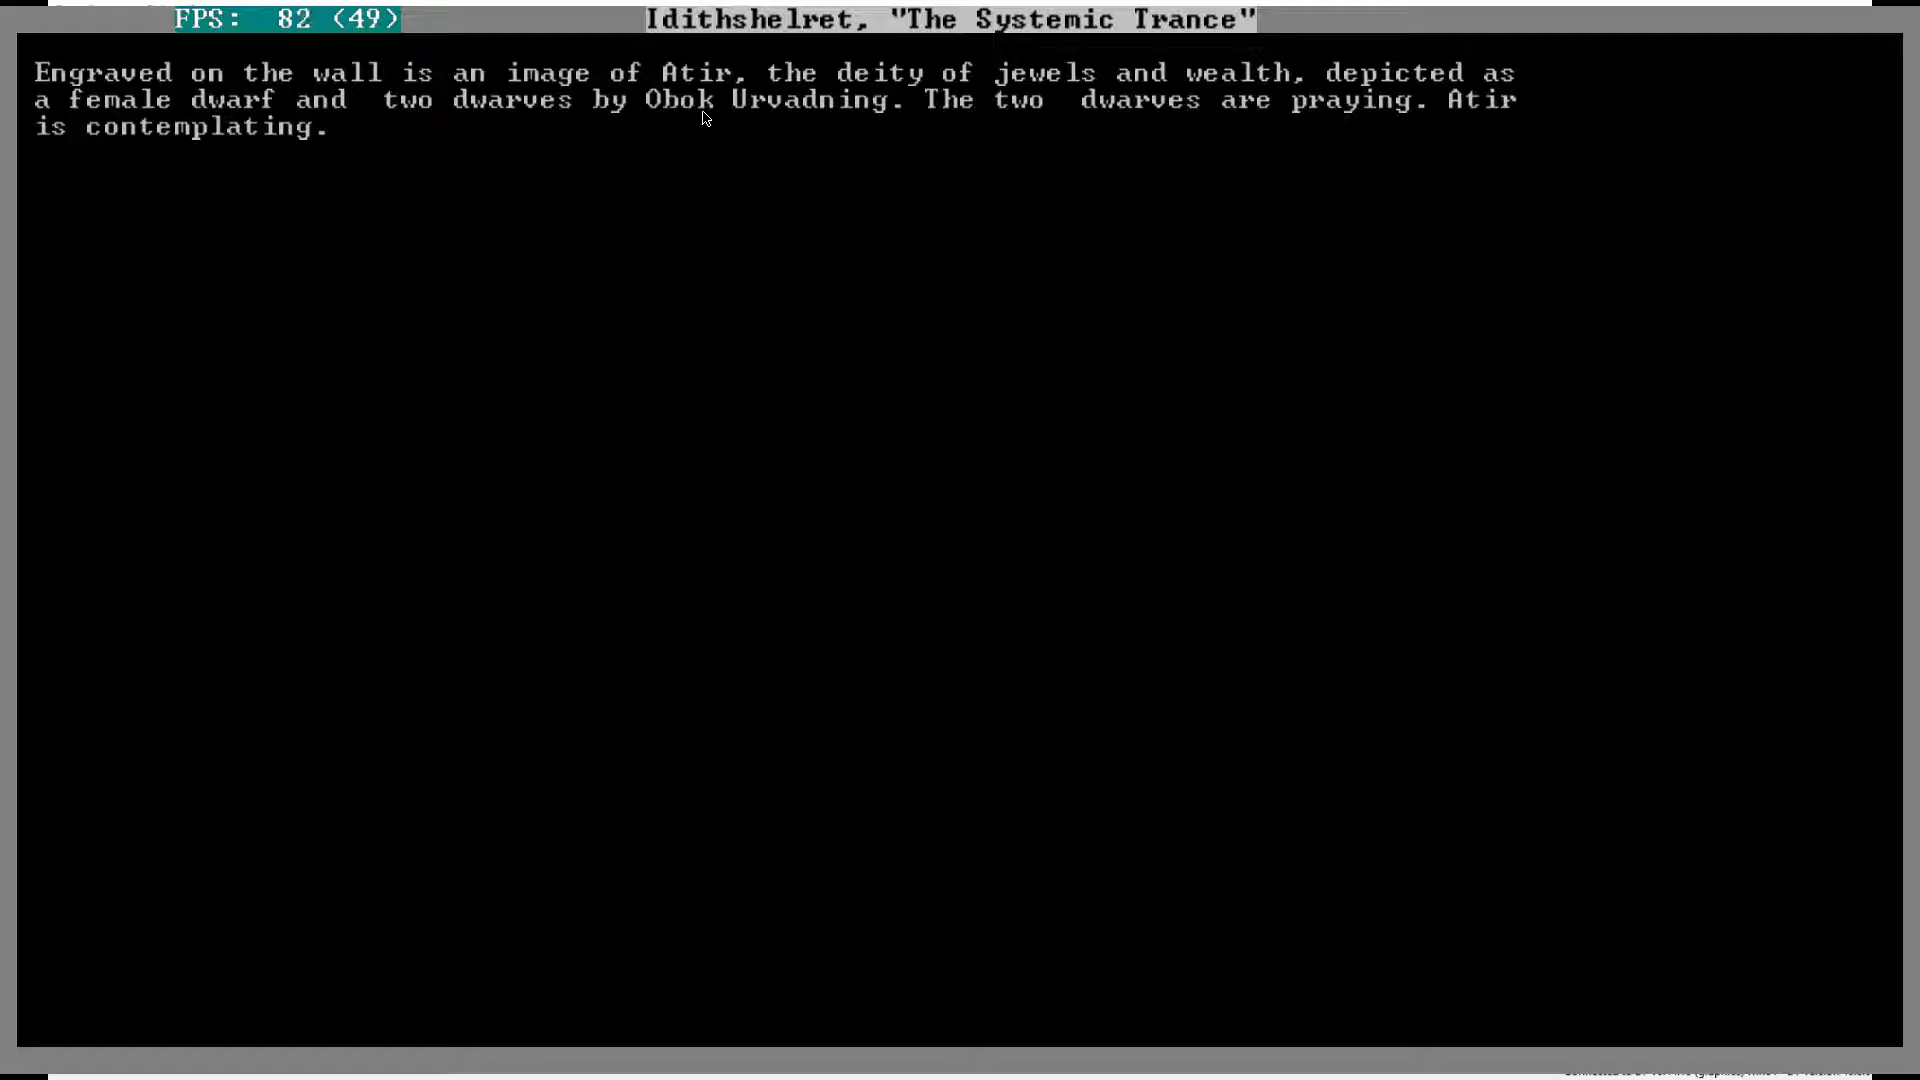 FPS: 82 (49) Idithshelret, "The Systemic Trance"
Engraved on the wall is an image of Atir, the deity of jewels and wealth, depicted as
a female dwarf and  two dwarves by Obok Urvadning. The two  dwarves are praying. Atir
is contemplating.